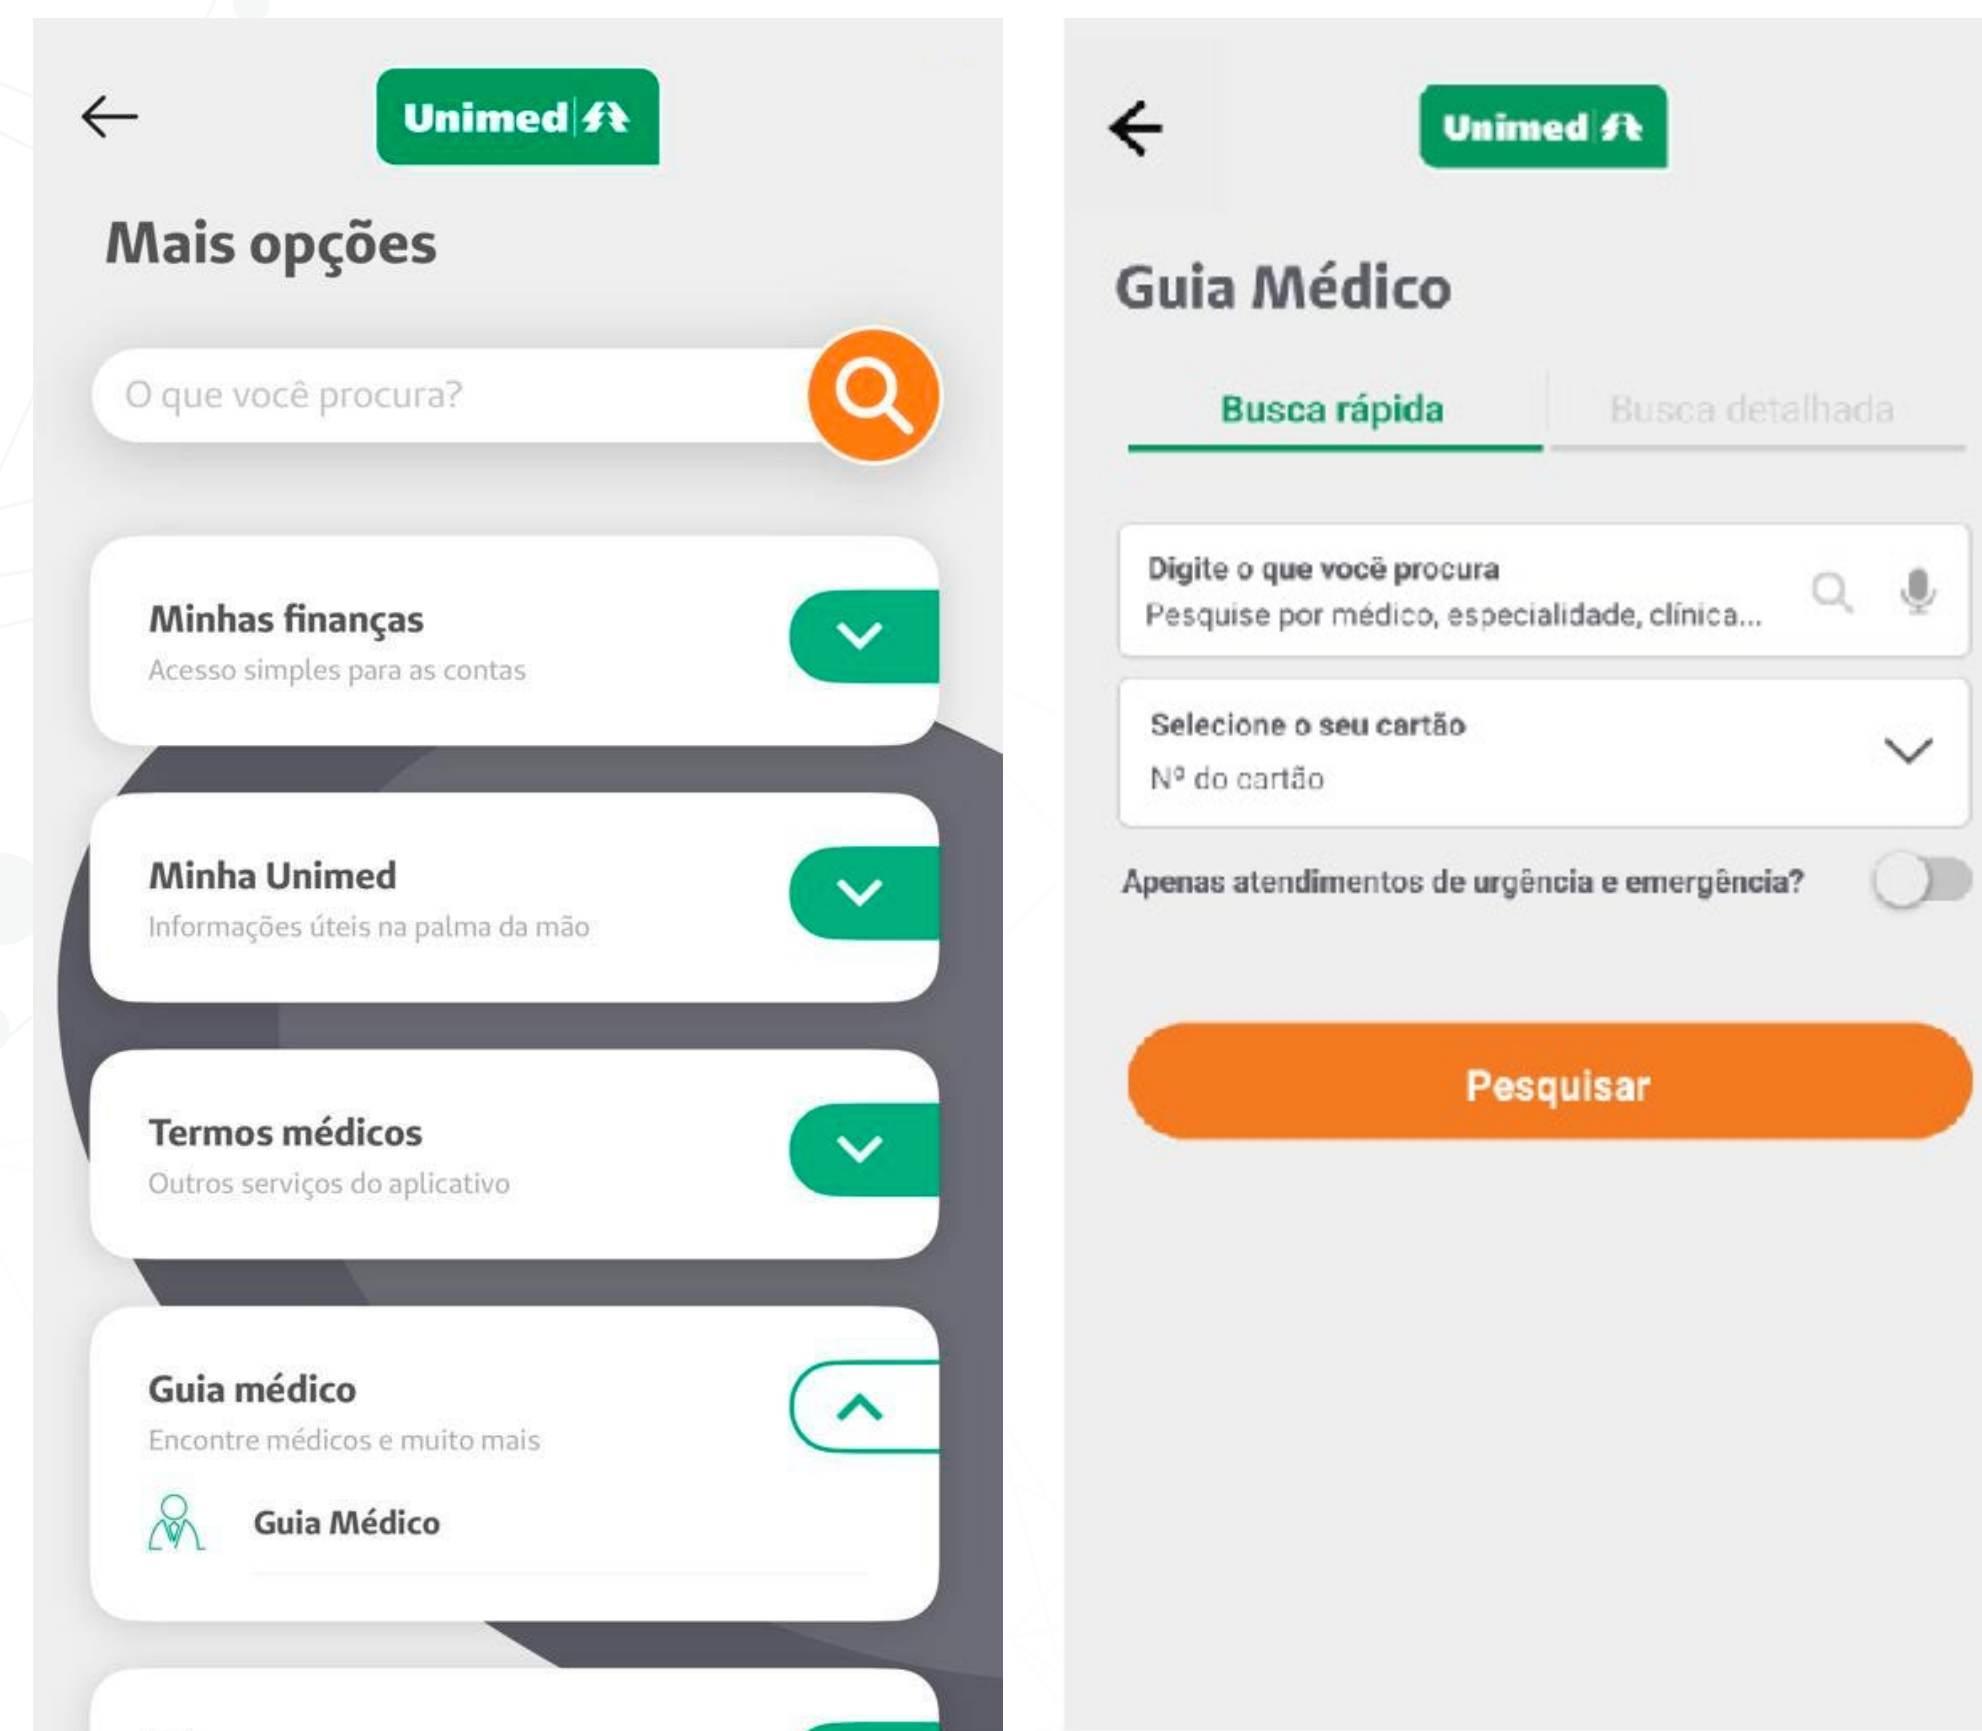 Unimed
Mais opções
O que você procura?
Minhas finanças
Acesso simples para as contas
Minha Unimed
Informações úteis na palma da mão
Termos médicos
Outros serviços do aplicativo
Guia médico
Encontre médicos e muito mais
Guia Médico
Unimed
Guia Médico
Busca rápida
Busca detalhada
Digite o que você procura
Pesquise por médico, especialidade, clínica...
Selecione o seu cartão
Nº do cartão
Apenas atendimentos de urgência e emergência?
Pesquisar